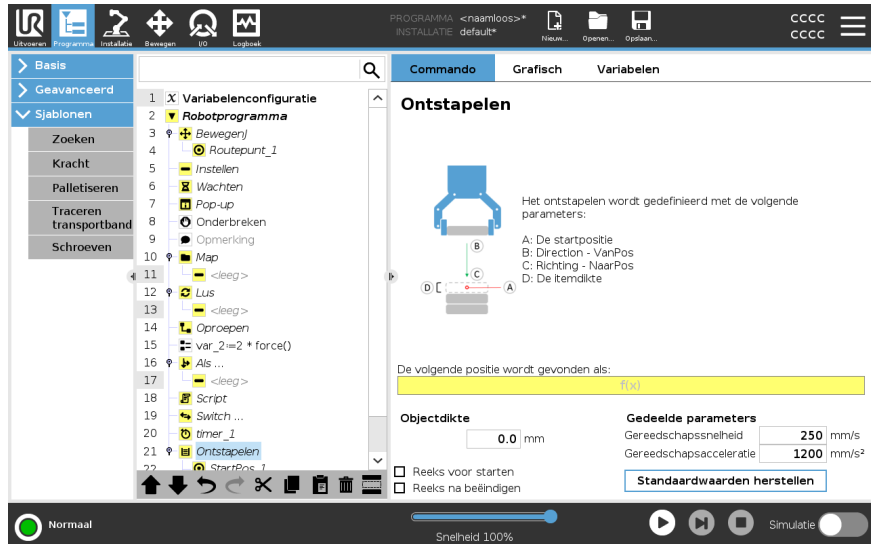 PROGRAMMA <naamloos>*
INSTALLATIE default*
CCCC
CCCC
Uitvoeren
Programma
Installatie
Bewegen
I/O
Logboek
Nieuw...
Openen...
Opslaan...
Basis
Geavanceerd
Sjablonen
Zoeken
Kracht
Palletiseren
Traceren
transportband
Schroeven
1 X Variabelenconfiguratie
2 Robotprogramma
3 BewegenJ
4 Routepunt_1
5 Instellen
6 Wachten
7 Pop-up
8 Onderbreken
9 Opmerking
10 Map
11 <leeg>
12 Lus
13 <leeg>
14 Oproepen
15 var_2:=2 * force()
16 Als ...
17 <leeg>
18 Script
19 Switch ...
20 timer_1
21 Ontstapelen
22 StartPos_1
Commando
Grafisch
Variabelen
Ontstapelen
B
C
D
A
Het ontstapelen wordt gedefinieerd met de volgende
parameters:
A: De startpositie
B: Direction - VanPos
C: Richting - NaarPos
D: De itemdikte
De volgende positie wordt gevonden als:
f(x)
Objectdikte
0.0 mm
Reeks voor starten
Reeks na beëindigen
Gedeelde parameters
Gereedschapssnelheid 250 mm/s
Gereedschapsacceleratie 1200 mm/s²
Standaardwaarden herstellen
Normaal
Snelheid 100%
Simulatie